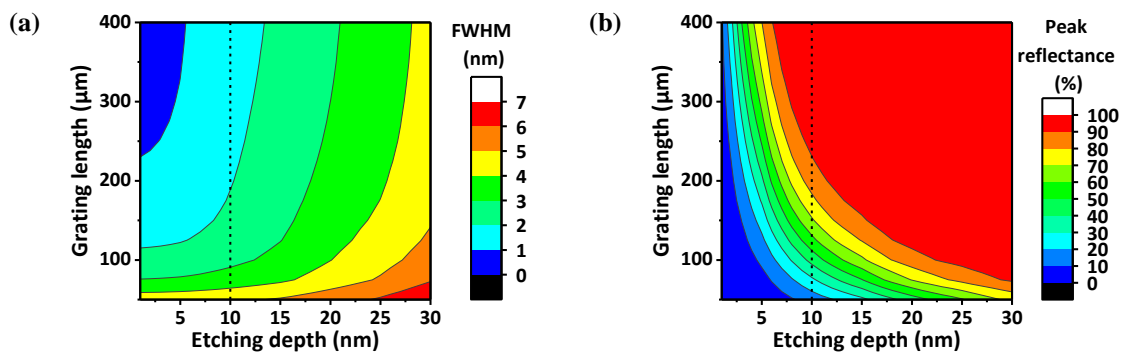 (a)
FWHM
(nm)
7
6
5
4
3
2
1
0
400
300
200
100
Grating length (μm)
5 10 15 20 25 30
Etching depth (nm)
(b)
Peak
reflectance
(%)
100
90
80
70
60
50
40
30
20
10
0
400
300
200
100
Grating length (μm)
5 10 15 20 25 30
Etching depth (nm)